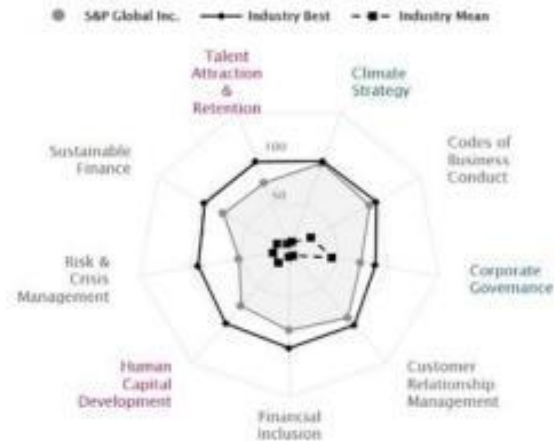 S&P Global Inc. Industry Best Industry Mean
Talent
Attraction
&
Retention
Climate
Strategy
Codes of
Business
Conduct
Corporate
Governance
Customer
Relationship
Management
Financial
Inclusion
Human
Capital
Development
Risk &
Crisis
Management
Sustainable
Finance
100
50